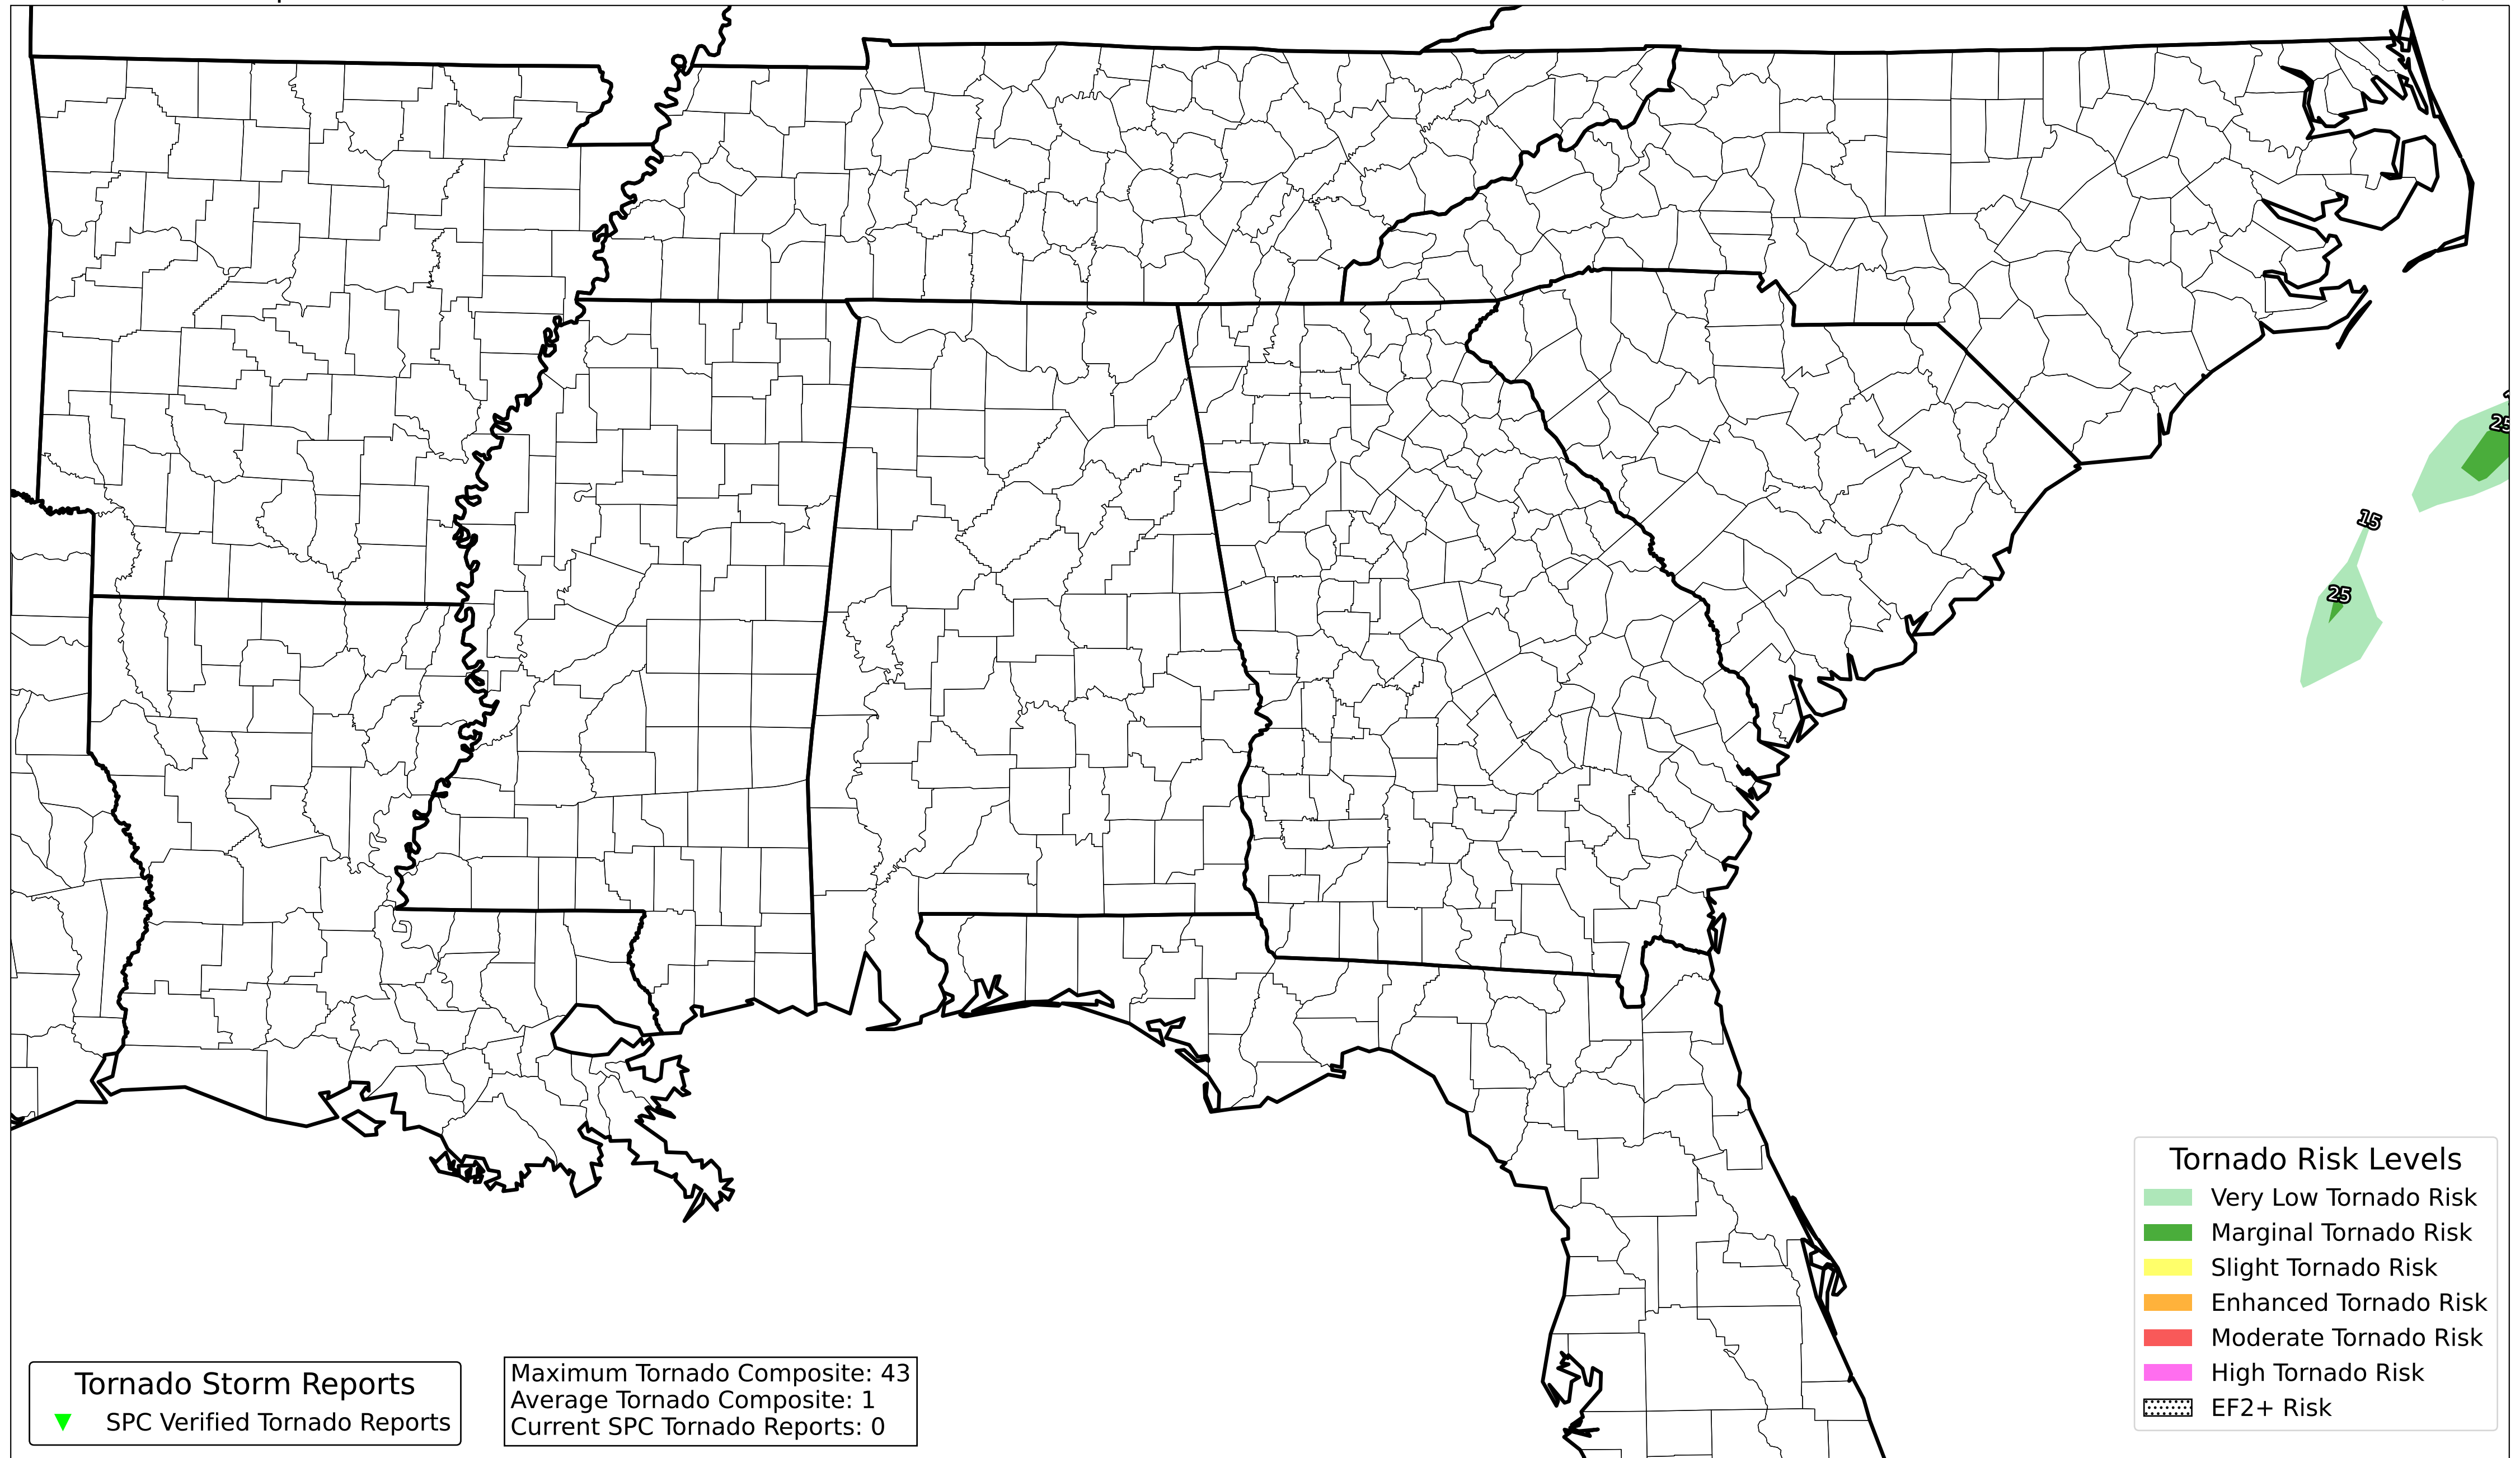 25
15
25
Tornado Risk Levels
Very Low Tornado Risk
Marginal Tornado Risk
Slight Tornado Risk
Enhanced Tornado Risk
Moderate Tornado Risk
High Tornado Risk
EF2+ Risk
Tornado Storm Reports
SPC Verified Tornado Reports
Maximum Tornado Composite: 43
Average Tornado Composite: 1
Current SPC Tornado Reports: 0